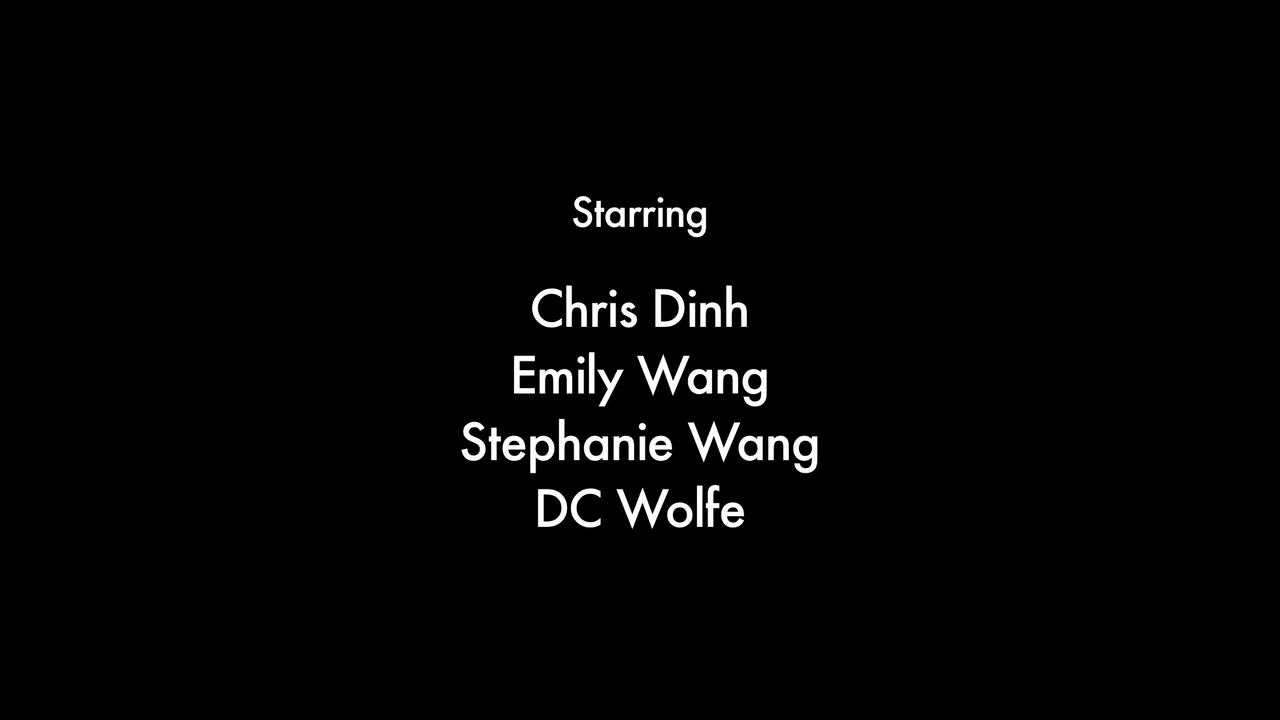 Starring
Chris Dinh
Emily Wang
Stephanie Wang
DC Wolfe